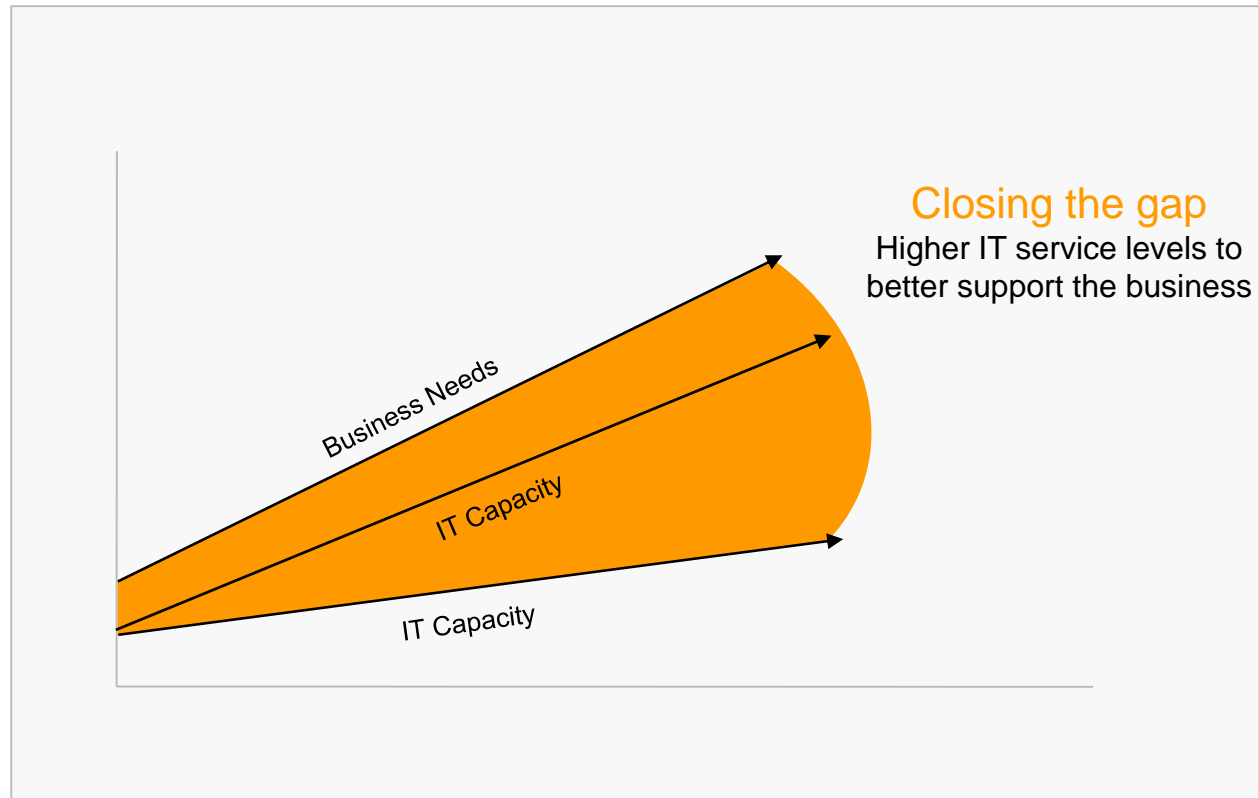 Closing the gap
Higher IT service levels to
better support the business
Business Needs
IT Capacity
IT Capacity